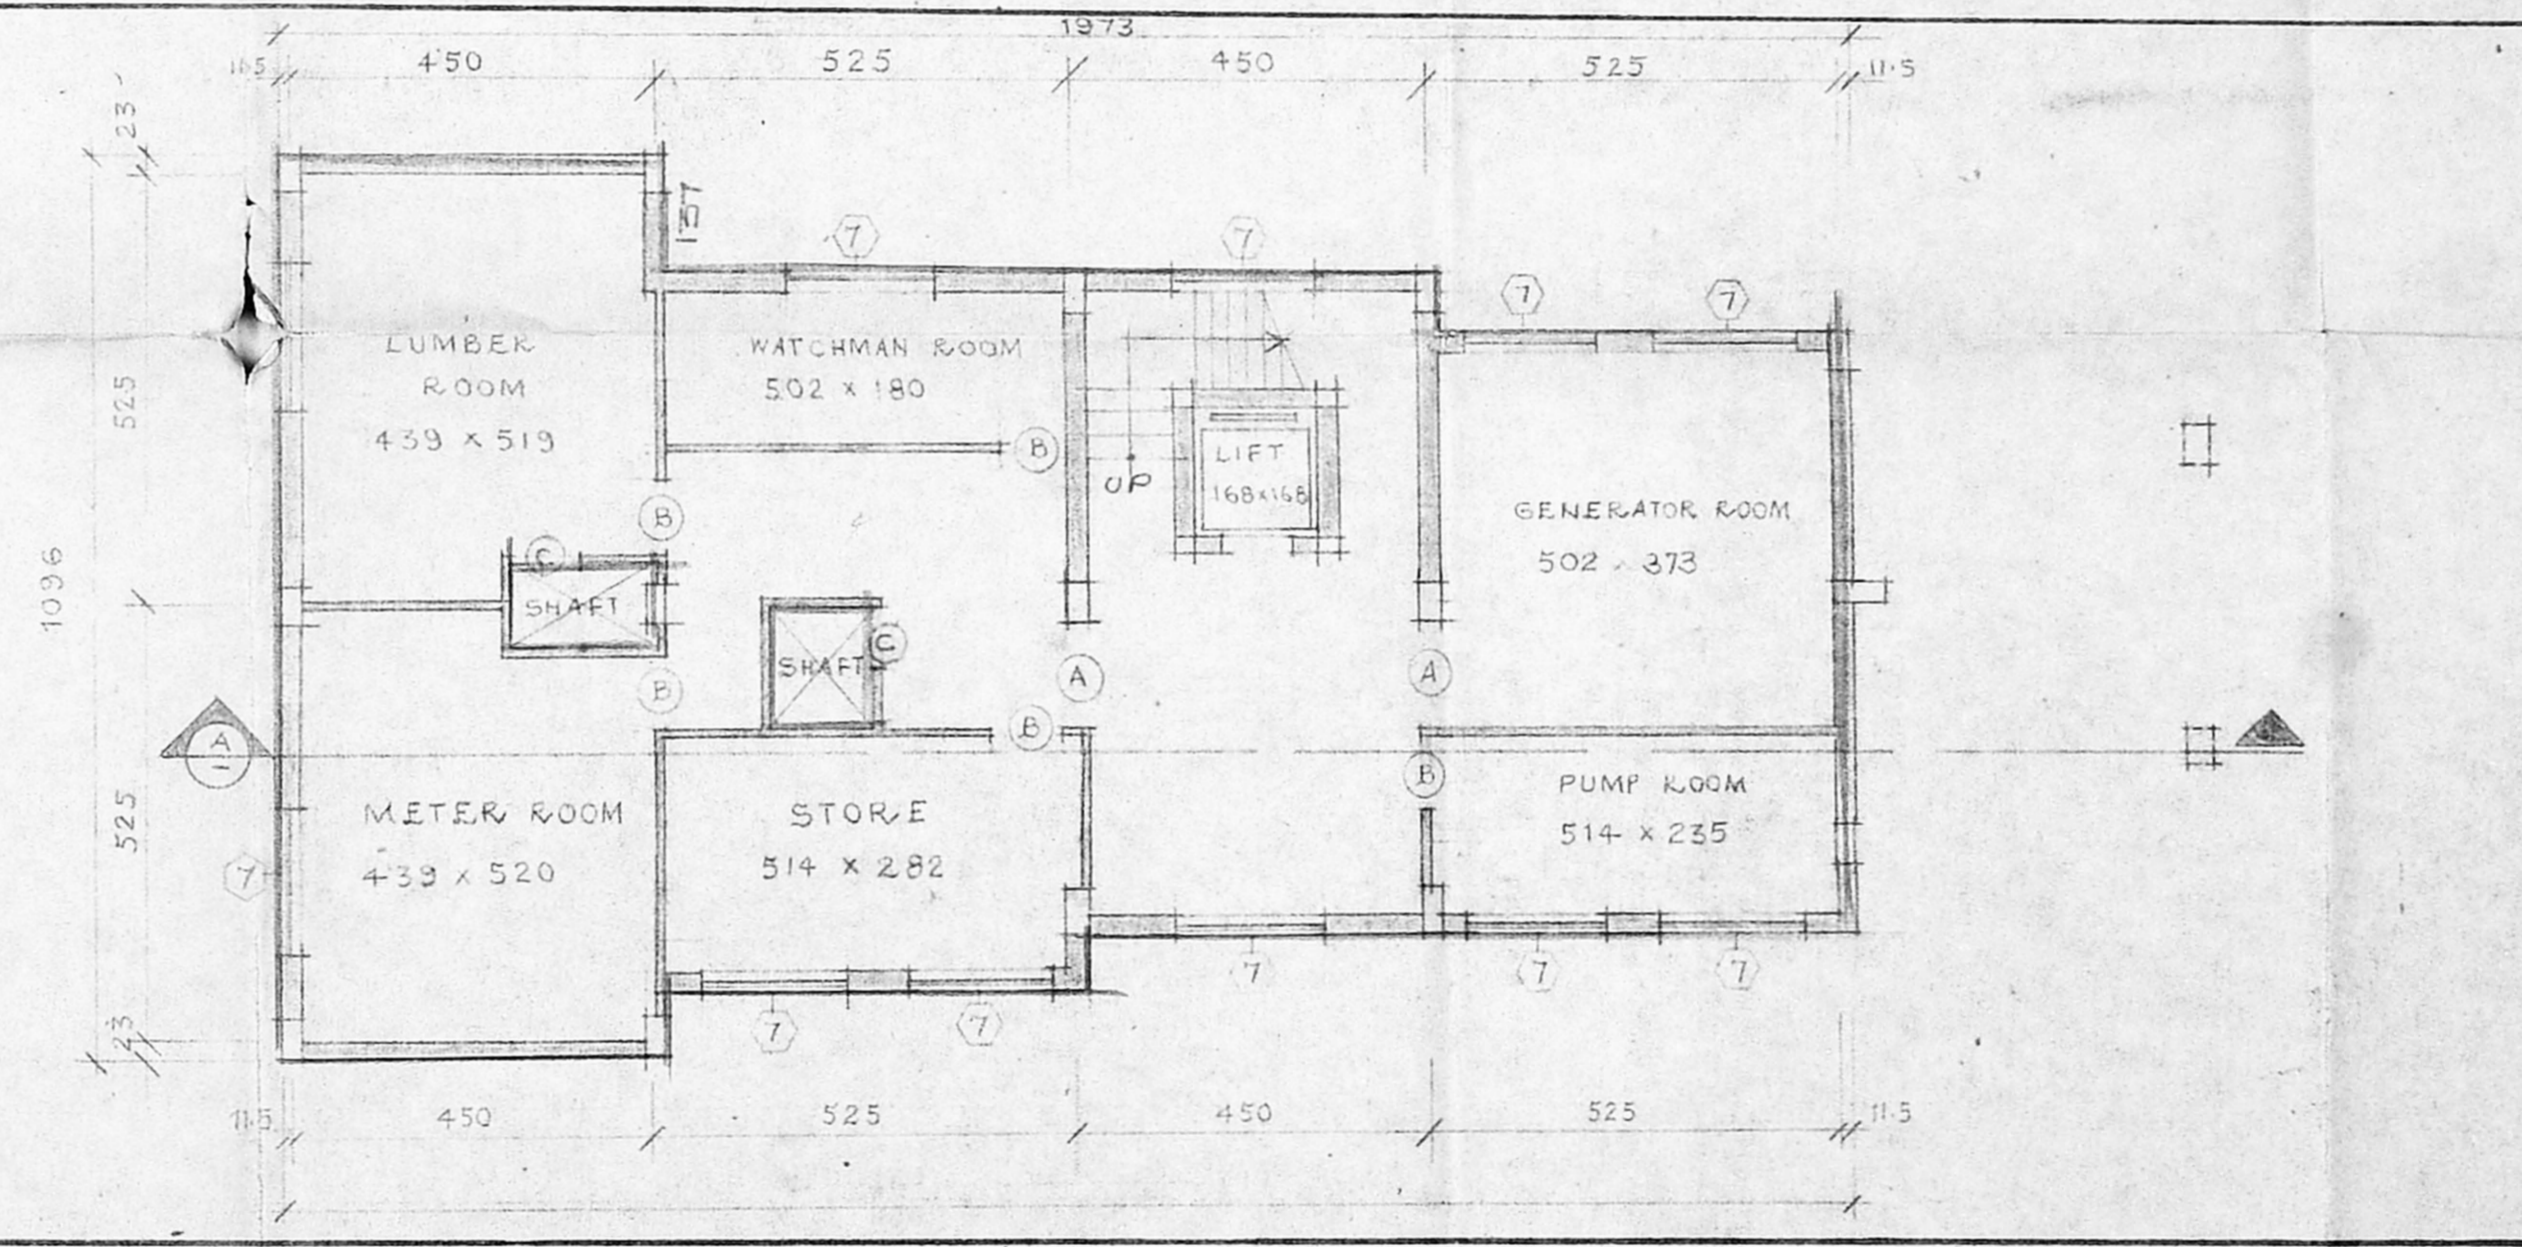 1973
11.5
450
525
450
525
11.5
23
137
7
7
7
7
LUMBER
ROOM
439 x 519
WATCHMAN ROOM
502 x 180
B
LIFT
168x168
UP
525
B
GENERATOR ROOM
502 x 373
C
SHAFT
1096
C
SHAFT
B
A
A
B
A
B
METER ROOM
439 x 520
STORE
514 x 282
PUMP ROOM
514 x 235
525
7
7
7
7
7
7
23
11.5
450
525
450
525
11.5